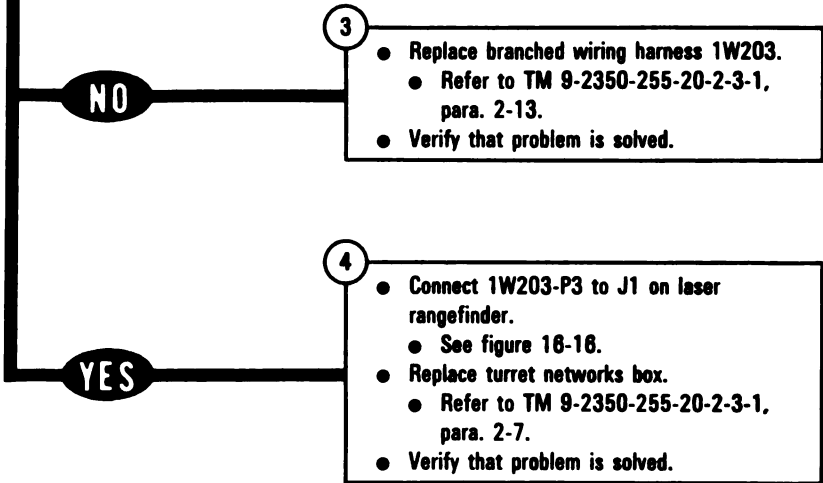 3
● Replace branched wiring harness 1W203.
● Refer to TM 9-2350-255-20-2-3-1,
para. 2-13.
● Verify that problem is solved.
NO
4
● Connect 1W203-P3 to J1 on laser
rangefinder.
● See figure 16-16.
● Replace turret networks box.
● Refer to TM 9-2350-255-20-2-3-1,
para. 2-7.
● Verify that problem is solved.
YES